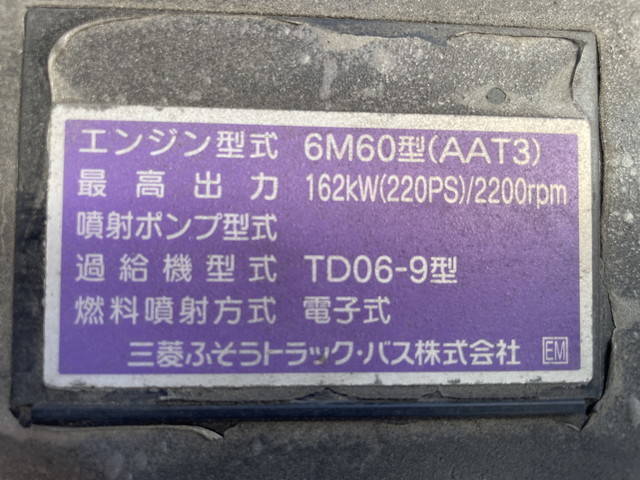 エンジン型式 6M60型(AAT3)
最高出力 162kW(220PS)/2200rpm
噴射ポンプ型式
過給機型式 TD06-9型
燃料噴射方式 電子式
三菱ふそうトラック・バス株式会社 EM